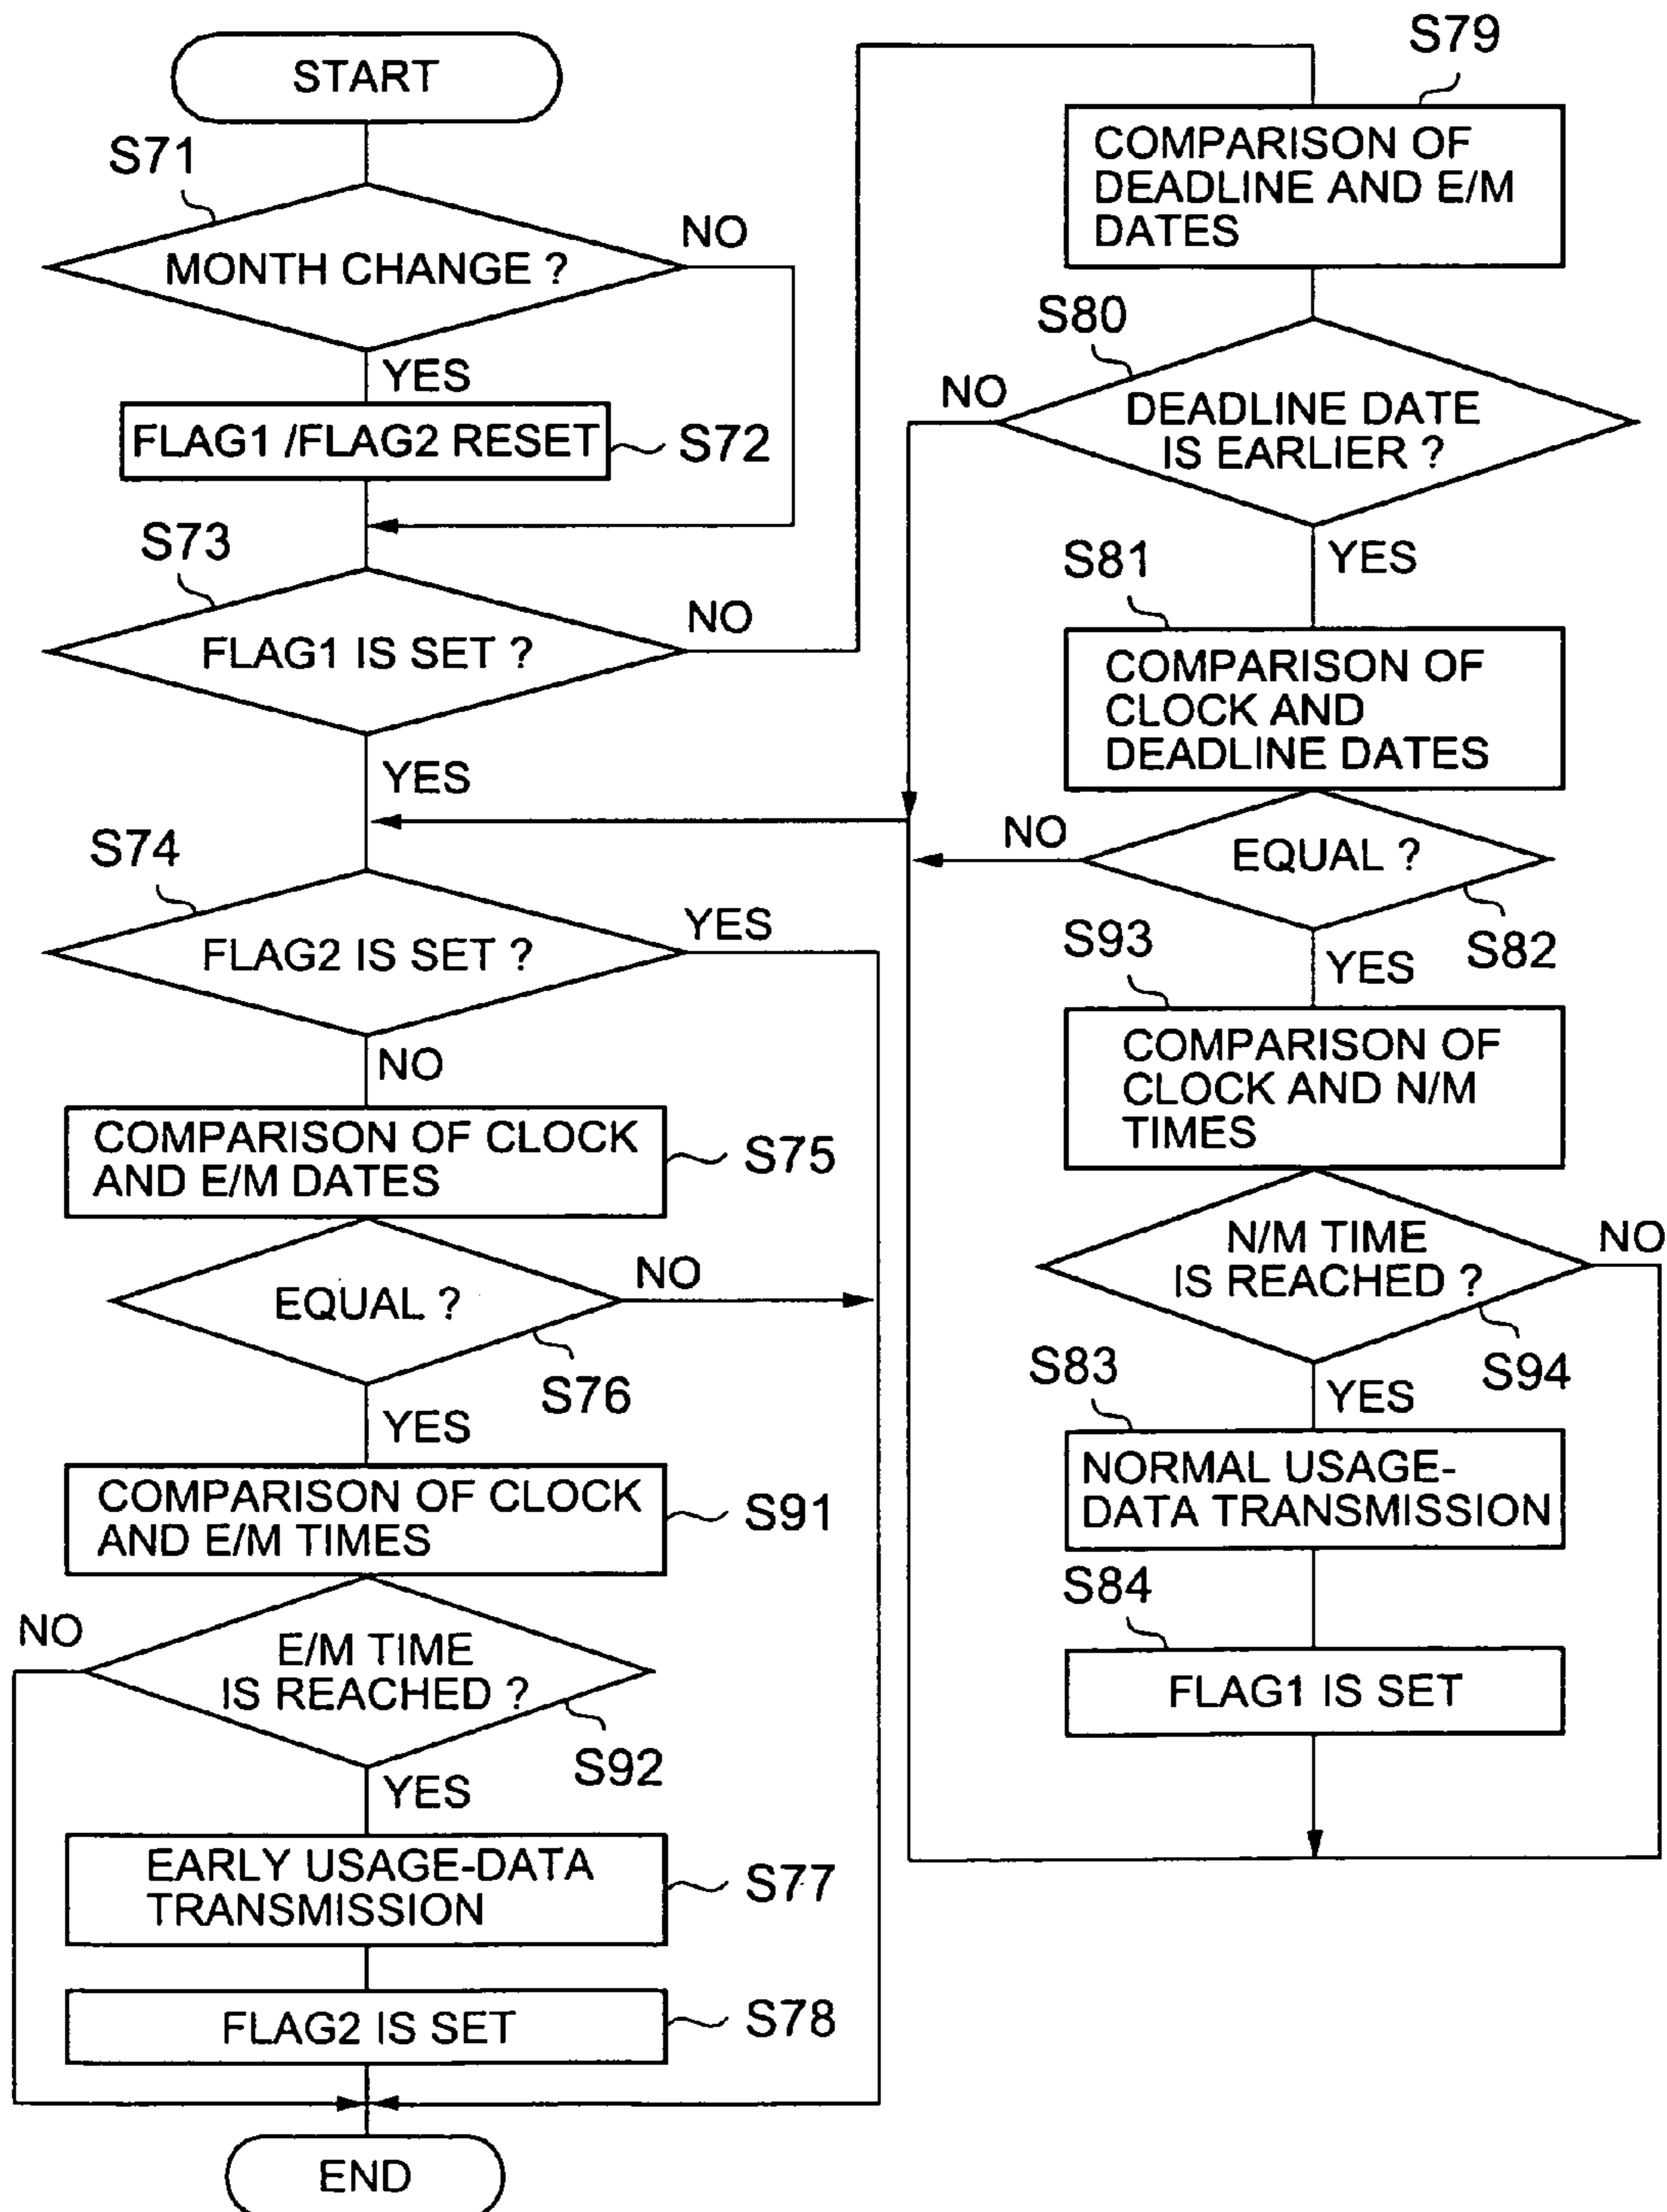 START
S71
MONTH CHANGE ?
NO
YES
FLAG1 /FLAG2 RESET
S72
S73
FLAG1 IS SET ?
NO
YES
S74
FLAG2 IS SET ?
YES
NO
COMPARISON OF CLOCK
AND E/M DATES
S75
EQUAL ?
NO
S76
YES
COMPARISON OF CLOCK
AND E/M TIMES
S91
NO
E/M TIME
IS REACHED ?
S92
YES
EARLY USAGE-DATA
TRANSMISSION
S77
FLAG2 IS SET
S78
END
S79
COMPARISON OF
DEADLINE AND E/M
DATES
S80
NO
DEADLINE DATE
IS EARLIER ?
YES
S81
COMPARISON OF
CLOCK AND
DEADLINE DATES
NO
EQUAL ?
S82
YES
S93
COMPARISON OF
CLOCK AND N/M
TIMES
N/M TIME
IS REACHED ?
NO
S94
YES
S83
NORMAL USAGE-
DATA TRANSMISSION
S84
FLAG1 IS SET